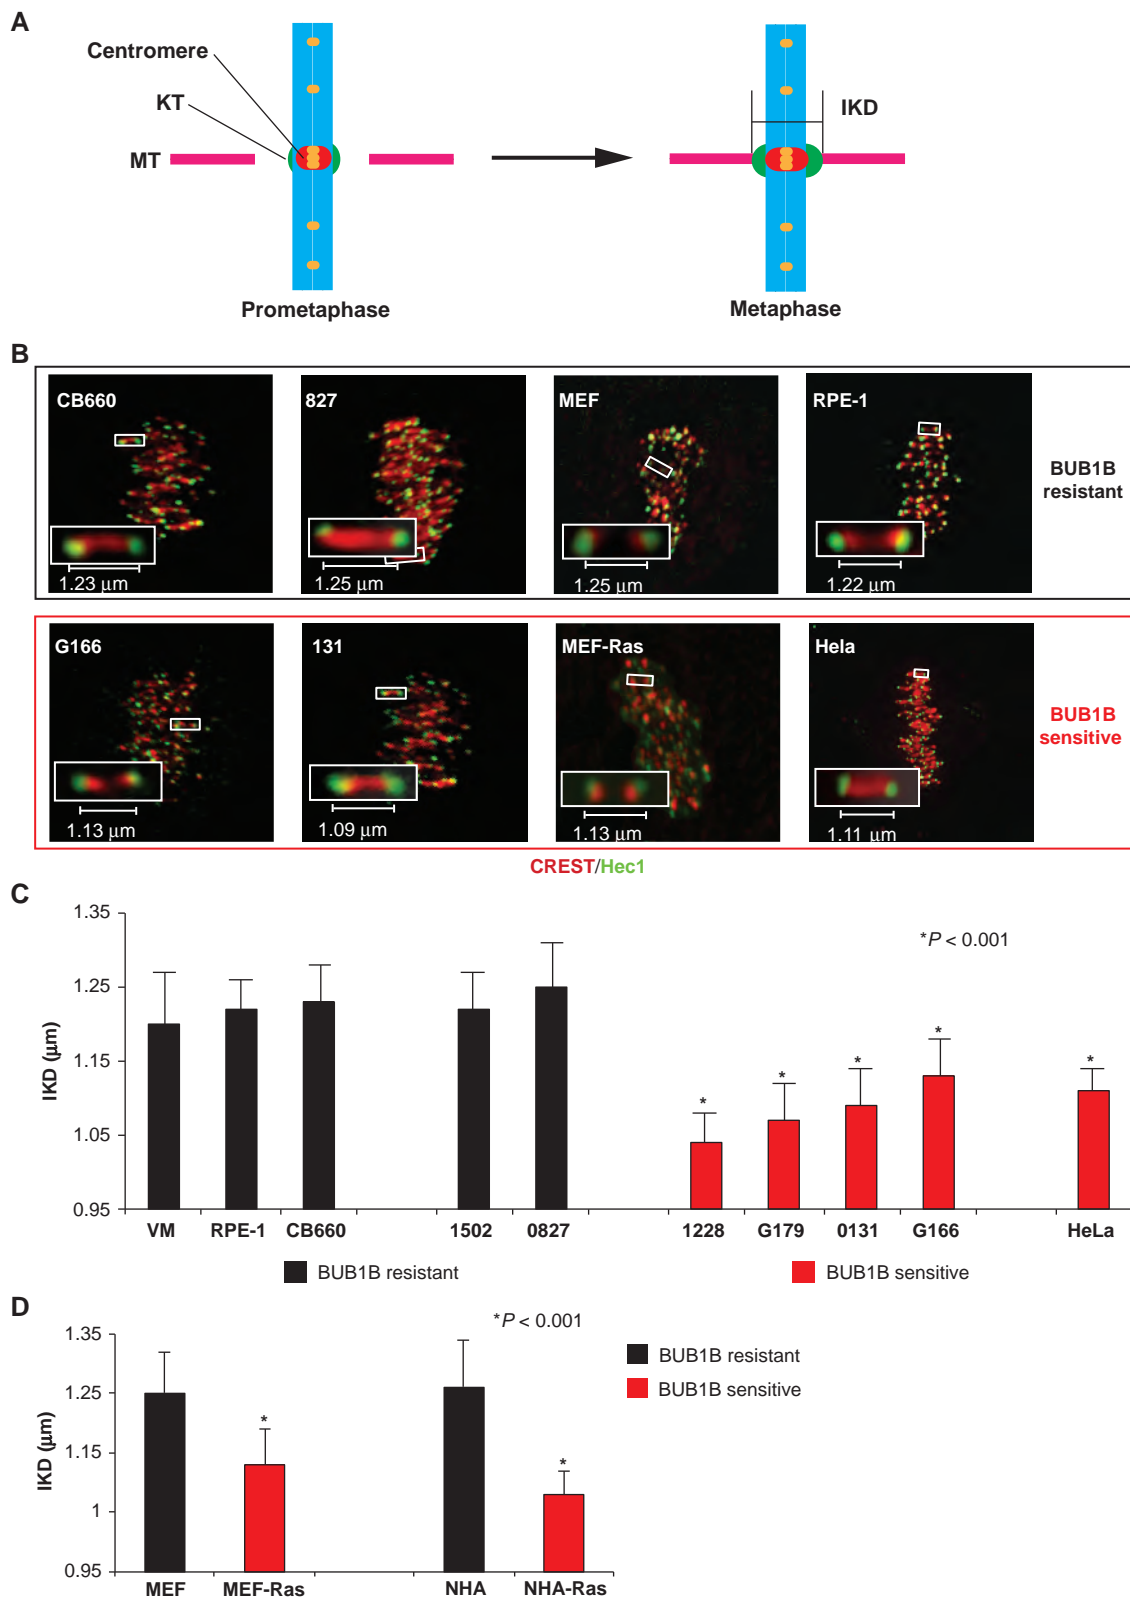 A
Centromere
KT
MT
IKD
Prometaphase
Metaphase
B
CB660
827
MEF
RPE-1
BUB1B
resistant
1.23 μm
1.25 μm
1.25 μm
1.22 μm
G166
131
MEF-Ras
Hela
BUB1B
sensitive
1.13 μm
1.09 μm
1.13 μm
1.11 μm
CREST/Hec1
C
1.35
*P < 0.001
1.25
IKD (μm)
1.15
1.05
0.95
* * * * *
VM RPE-1 CB660 1502 0827 1228 G179 0131 G166 HeLa
BUB1B resistant BUB1B sensitive
D
1.35
*P < 0.001
BUB1B resistant
BUB1B sensitive
1.25
IKD (μm)
1.15
1
0.95
* *
MEF MEF-Ras NHA NHA-Ras